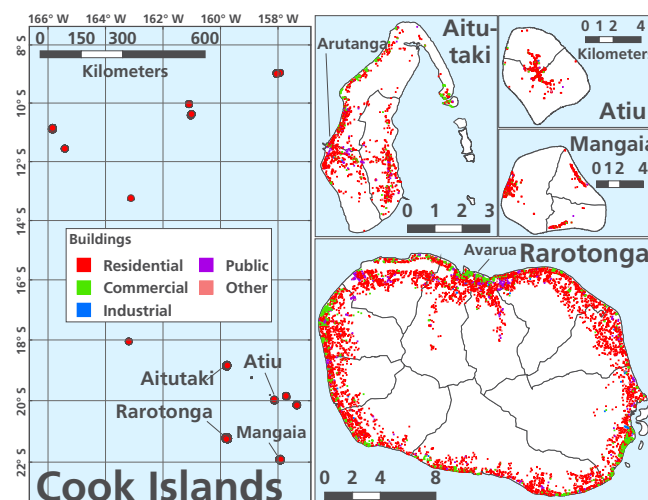 166°W 164°W 162°W 160°W 158°W
8°S
0 150 300 600
Kilometers
10°S
12°S
14°S
Buildings
Residential
Commercial
Industrial
Public
Other
16°S
18°S
Aitutaki
Atiu
20°S
Rarotonga
Mangaia
22°S
Cook Islands
Arutanga
Aitu-
taki
0 1 2 3
0 1 2 4
Kilometers
Atiu
Mangaia
0 1 2 4
Avarua
Rarotonga
0 2 4 8